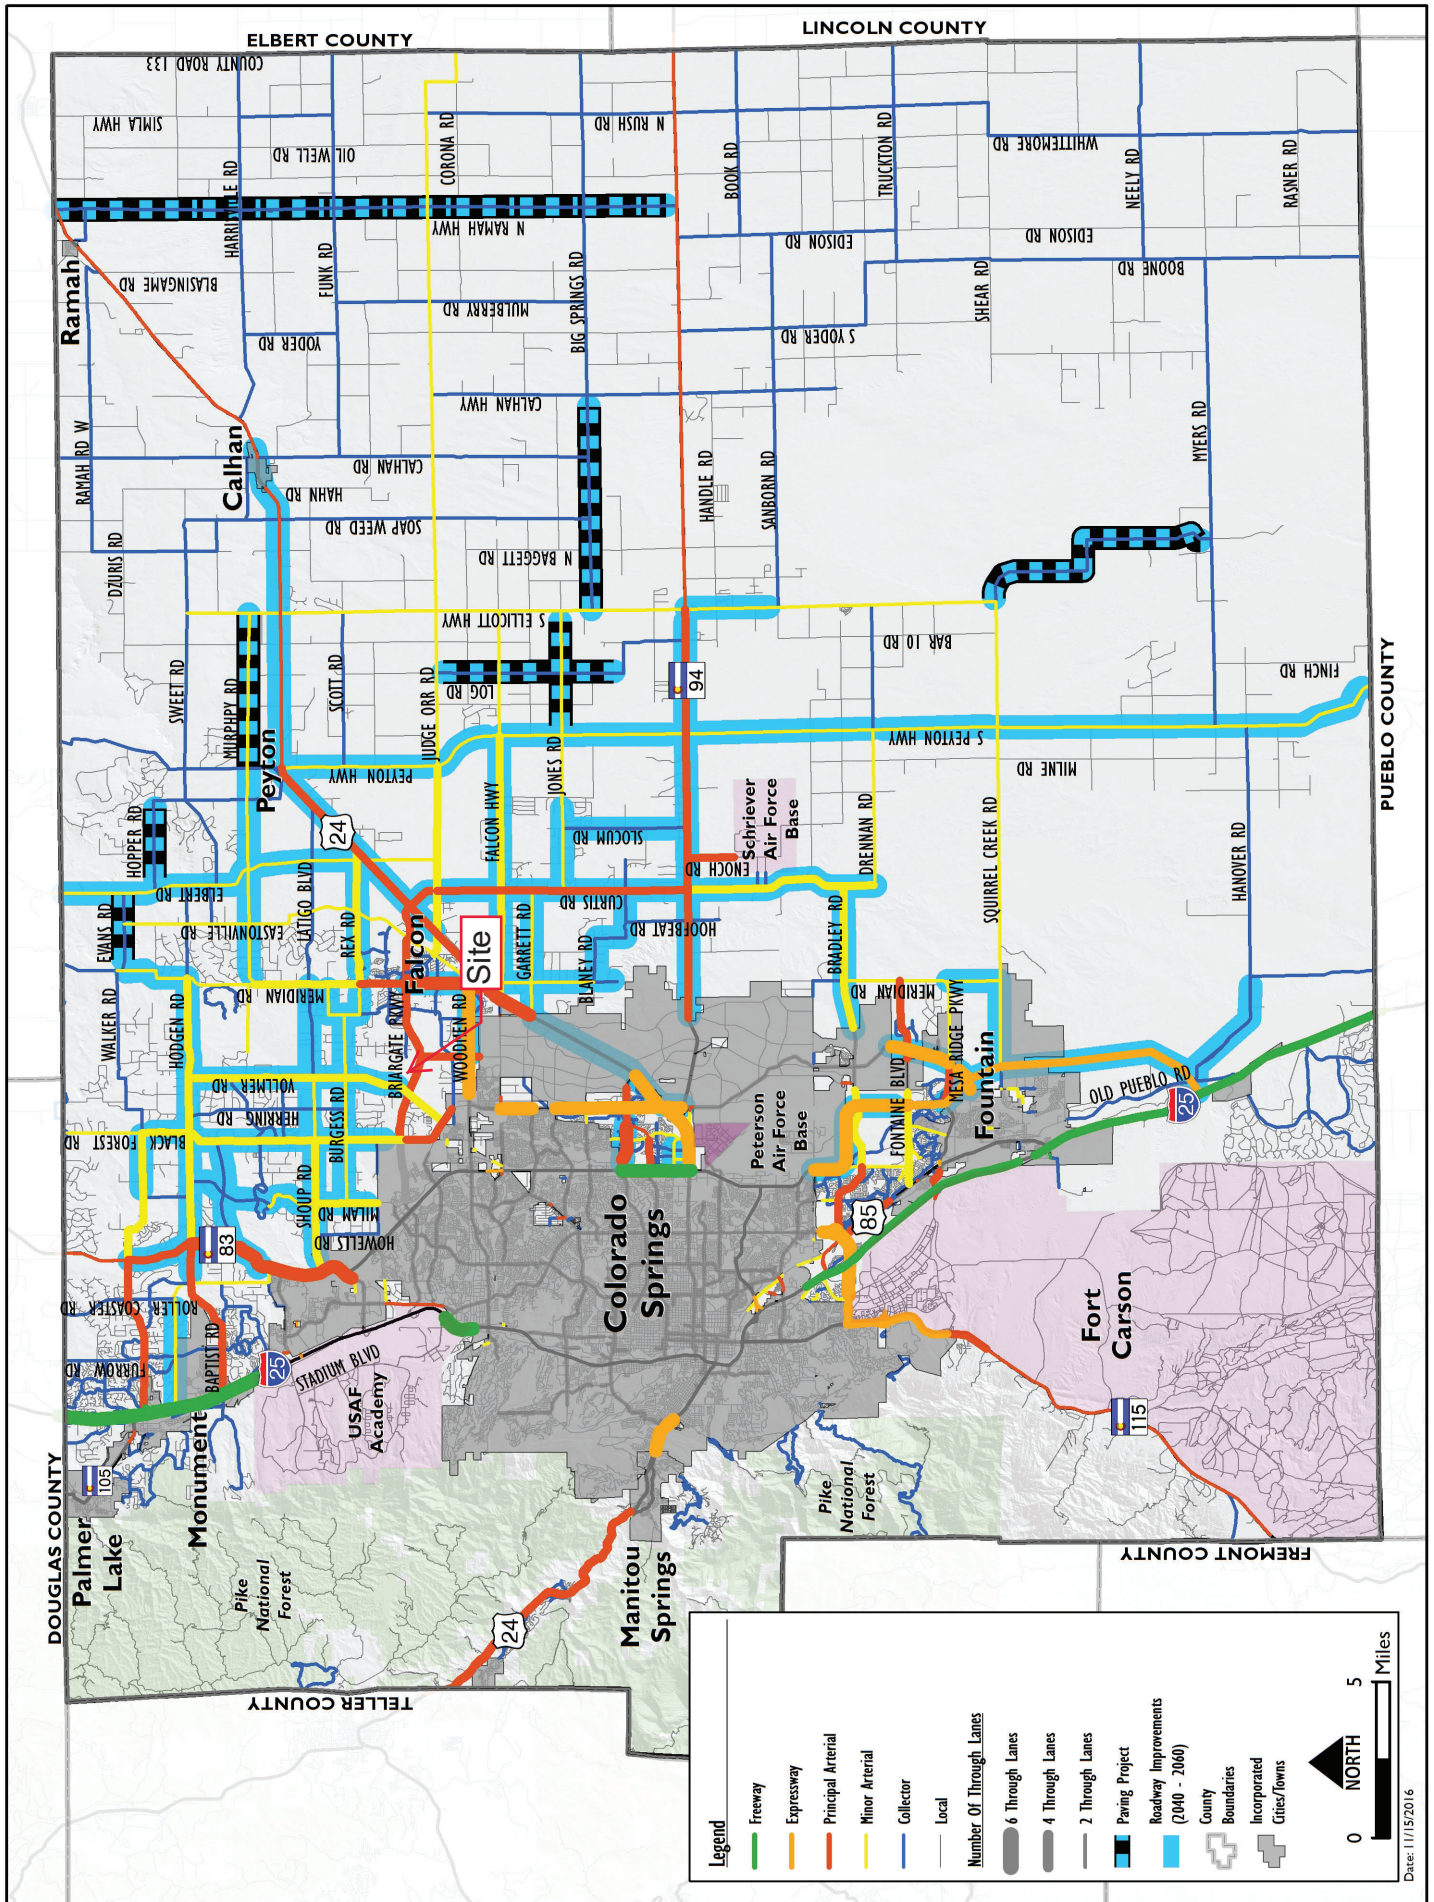 ELBERT COUNTY
LINCOLN COUNTY
DOUGLAS COUNTY
TELLER COUNTY
FREMONT COUNTY
PUEBLO COUNTY
COUNTY ROAD 133
SIMLA HWY
OIL WELL RD
HARRISVILLE RD
CORONA RD
N RUSH RD
BOOK RD
TRUCKTON RD
WHITTEMORE RD
NEELY RD
RASNER RD
N RAMAH HWY
Ramah
BLASINGAME RD
FUNK RD
MULBERRY RD
BIG SPRINGS RD
EDISON RD
EDISON RD
BOONE RD
SHEAR RD
YODER RD
S YODER RD
RAMAH RD W
Calhan
CALHAN HWY
CALHAN RD
HAHN RD
SOAP WEED RD
N BAGGETT RD
HANDLE RD
SANBORN RD
MYERS RD
DZURIS RD
S ELLICOTT HWY
BAR 10 RD
SWEET RD
MURPHY RD
SCOTT RD
JUDGE ORR RD
LOG RD
94
FINCH RD
Peyton
PEYTON HWY
JONES RD
S PEYTON HWY
MILNE RD
HOPPER RD
24
FALCON HWY
SLOCUM RD
Schriever
Air Force
Base
ENOCH RD
DRENNAN RD
SQUIRREL CREEK RD
HANOVER RD
ELBERT RD
EVANS RD
EASTONVILLE RD
LATIGO BLVD
REX RD
Falcon
Site
GARRETT RD
CURTIS RD
BLANEY RD
HOOFBEAT RD
BRADLEY RD
WALKER RD
HODGEN RD
MERIDIAN RD
BRIARGATE PKWY
WOODMEN RD
MERIDIAN RD
MESA RIDGE PKWY
Fountain
OLD PUEBLO RD
25
VOLLMER RD
HERRING RD
BURGESS RD
BLACK FOREST RD
SHOUP RD
MILAM RD
HOWELLS RD
83
Peterson
Air Force
Base
FONTAINE BLVD
85
Colorado
Springs
ROLLER COASTER RD
FURROW RD
BAPTIST RD
25
STADIUM BLVD
USAF
Academy
Fort
Carson
115
105
Palmer
Lake
Monument
Pike
National
Forest
Pike
National
Forest
24
Manitou
Springs
Legend
Freeway
Expressway
Principal Arterial
Minor Arterial
Collector
Local
Number Of Through Lanes
6 Through Lanes
4 Through Lanes
2 Through Lanes
Paving Project
Roadway Improvements
(2040 - 2060)
County
Boundaries
Incorporated
Cities/Towns
NORTH
0 5
Miles
Date: 11/15/2016